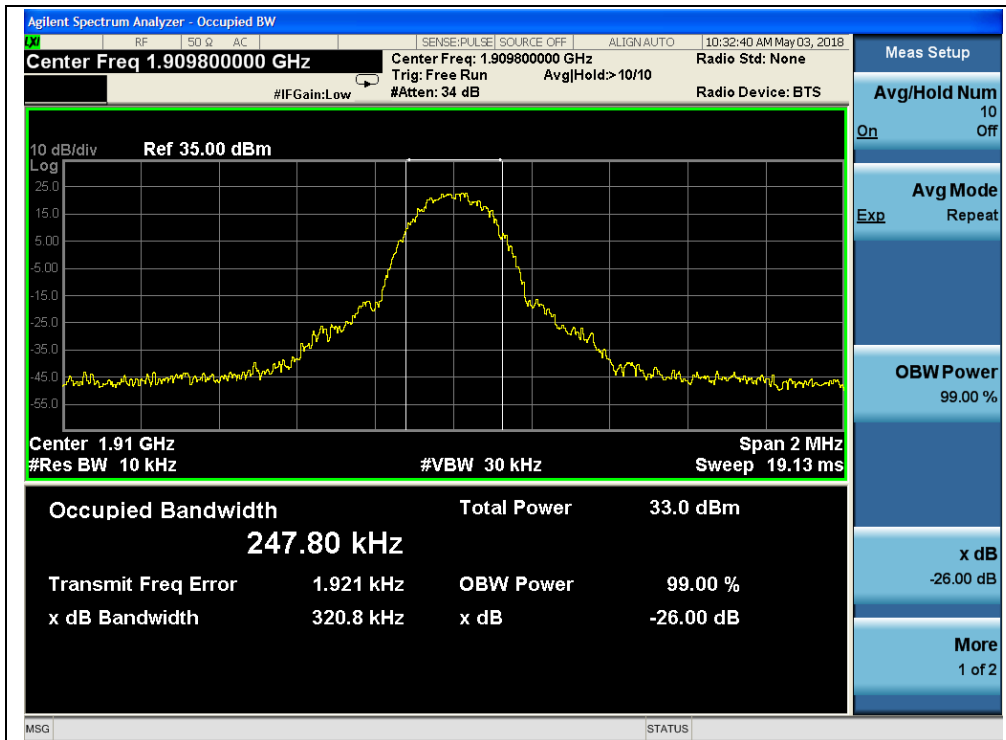 Agilent Spectrum Analyzer - Occupied BW
LXI RF 50 Ω AC SENSE:PULSE SOURCE OFF ALIGN AUTO 10:32:40 AM May 03, 2018
Center Freq 1.909800000 GHz
Center Freq: 1.909800000 GHz Radio Std: None
Trig: Free Run Avg|Hold:>10/10
#IFGain:Low #Atten: 34 dB Radio Device: BTS
10 dB/div Ref 35.00 dBm
Log
25.0
15.0
5.00
-5.00
-15.0
-25.0
-35.0
-45.0
-55.0
Center 1.91 GHz Span 2 MHz
#Res BW 10 kHz #VBW 30 kHz Sweep 19.13 ms
Occupied Bandwidth Total Power 33.0 dBm
247.80 kHz
Transmit Freq Error 1.921 kHz OBW Power 99.00 %
x dB Bandwidth 320.8 kHz x dB -26.00 dB
MSG STATUS
Meas Setup
Avg/Hold Num
10
On Off
Avg Mode
Exp Repeat
OBW Power
99.00 %
x dB
-26.00 dB
More
1 of 2